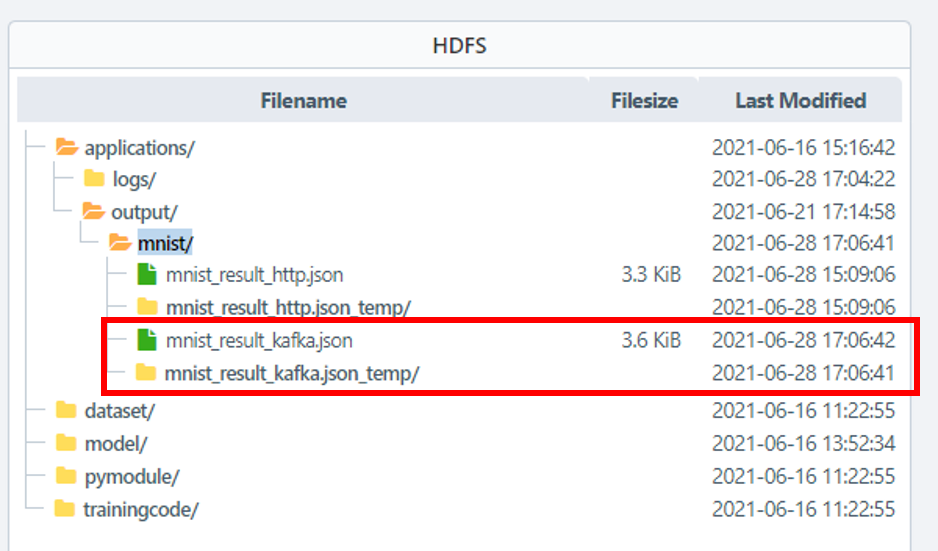 HDFS
Filename Filesize Last Modified
applications/ 2021-06-16 15:16:42
logs/ 2021-06-28 17:04:22
output/ 2021-06-21 17:14:58
mnist/ 2021-06-28 17:06:41
mnist_result_http.json 3.3 KiB 2021-06-28 15:09:06
mnist_result_http.json_temp/ 2021-06-28 15:09:06
mnist_result_kafka.json 3.6 KiB 2021-06-28 17:06:42
mnist_result_kafka.json_temp/ 2021-06-28 17:06:41
dataset/ 2021-06-16 11:22:55
model/ 2021-06-16 13:52:34
pymodule/ 2021-06-16 11:22:55
trainingcode/ 2021-06-16 11:22:55